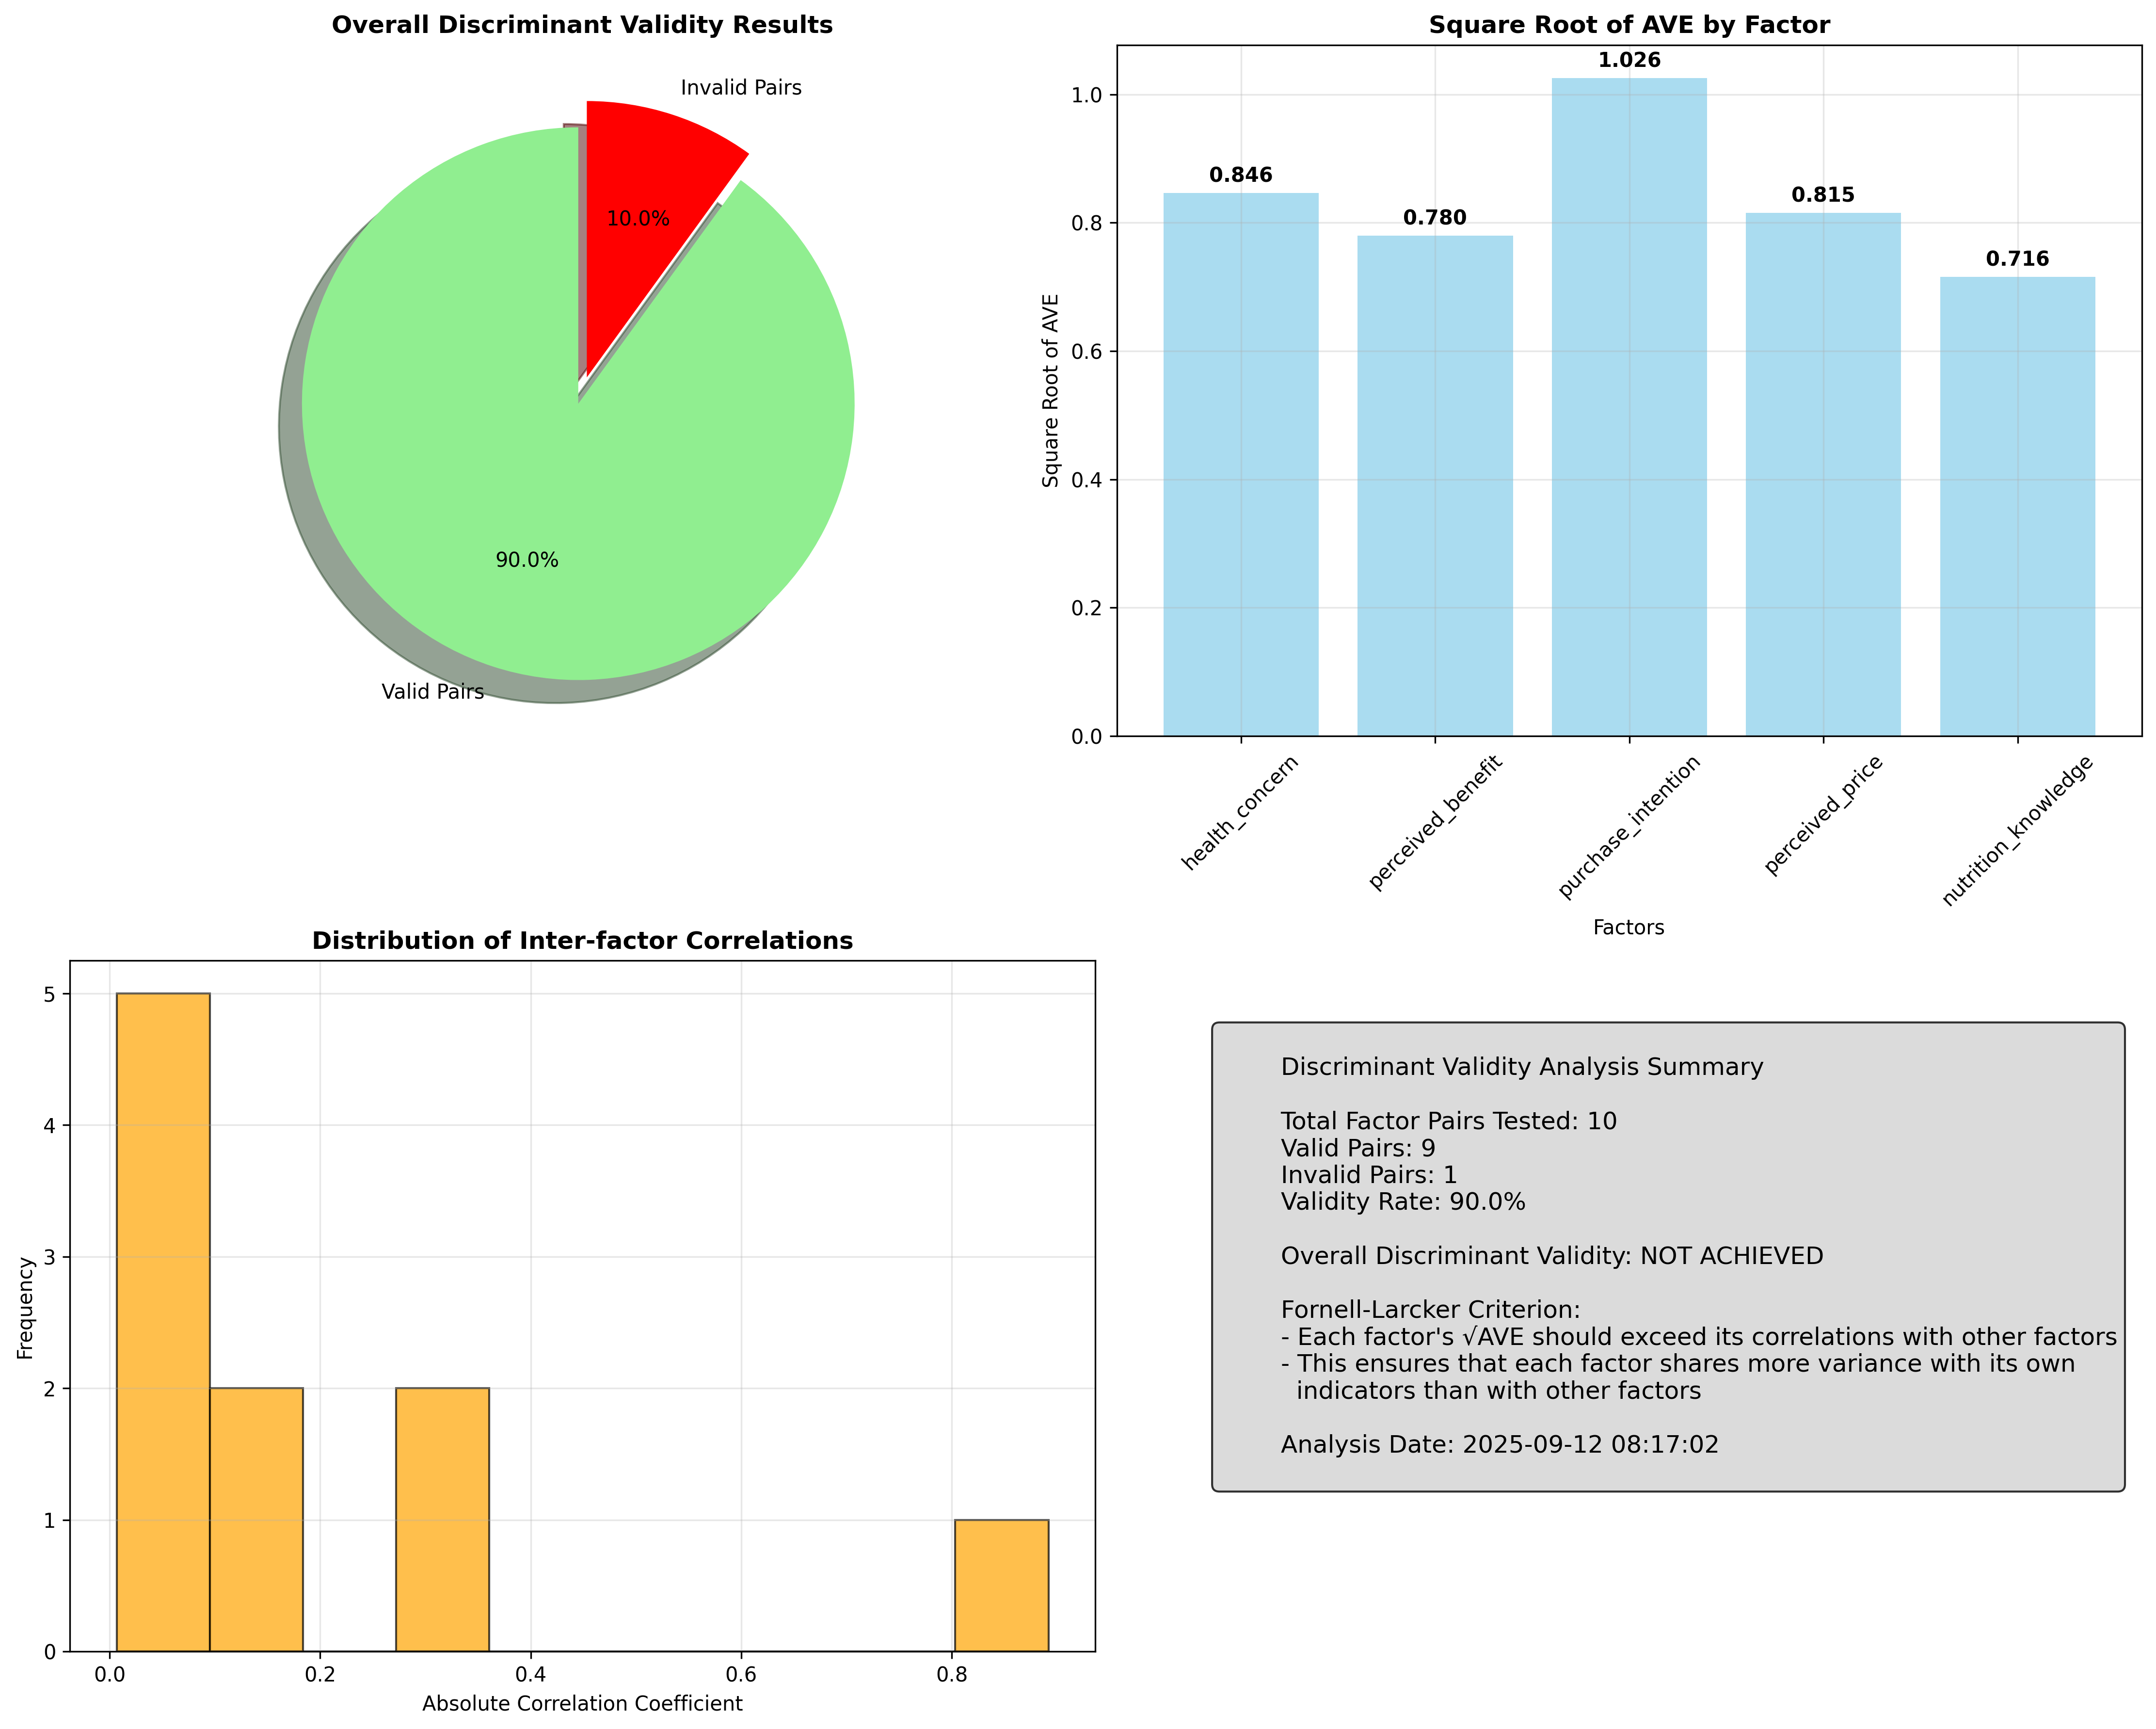 Overall Discriminant Validity Results
Invalid Pairs
10.0%
90.0%
Valid Pairs
Square Root of AVE by Factor
Square Root of AVE
1.0
0.8
0.6
0.4
0.2
0.0
0.846
0.780
1.026
0.815
0.716
health_concern
perceived_benefit
purchase_intention
perceived_price
nutrition_knowledge
Factors
Distribution of Inter-factor Correlations
Frequency
5
4
3
2
1
0
0.0
0.2
0.4
0.6
0.8
Absolute Correlation Coefficient
Discriminant Validity Analysis Summary
Total Factor Pairs Tested: 10
Valid Pairs: 9
Invalid Pairs: 1
Validity Rate: 90.0%
Overall Discriminant Validity: NOT ACHIEVED
Fornell-Larcker Criterion:
- Each factor's √AVE should exceed its correlations with other factors
- This ensures that each factor shares more variance with its own
indicators than with other factors
Analysis Date: 2025-09-12 08:17:02